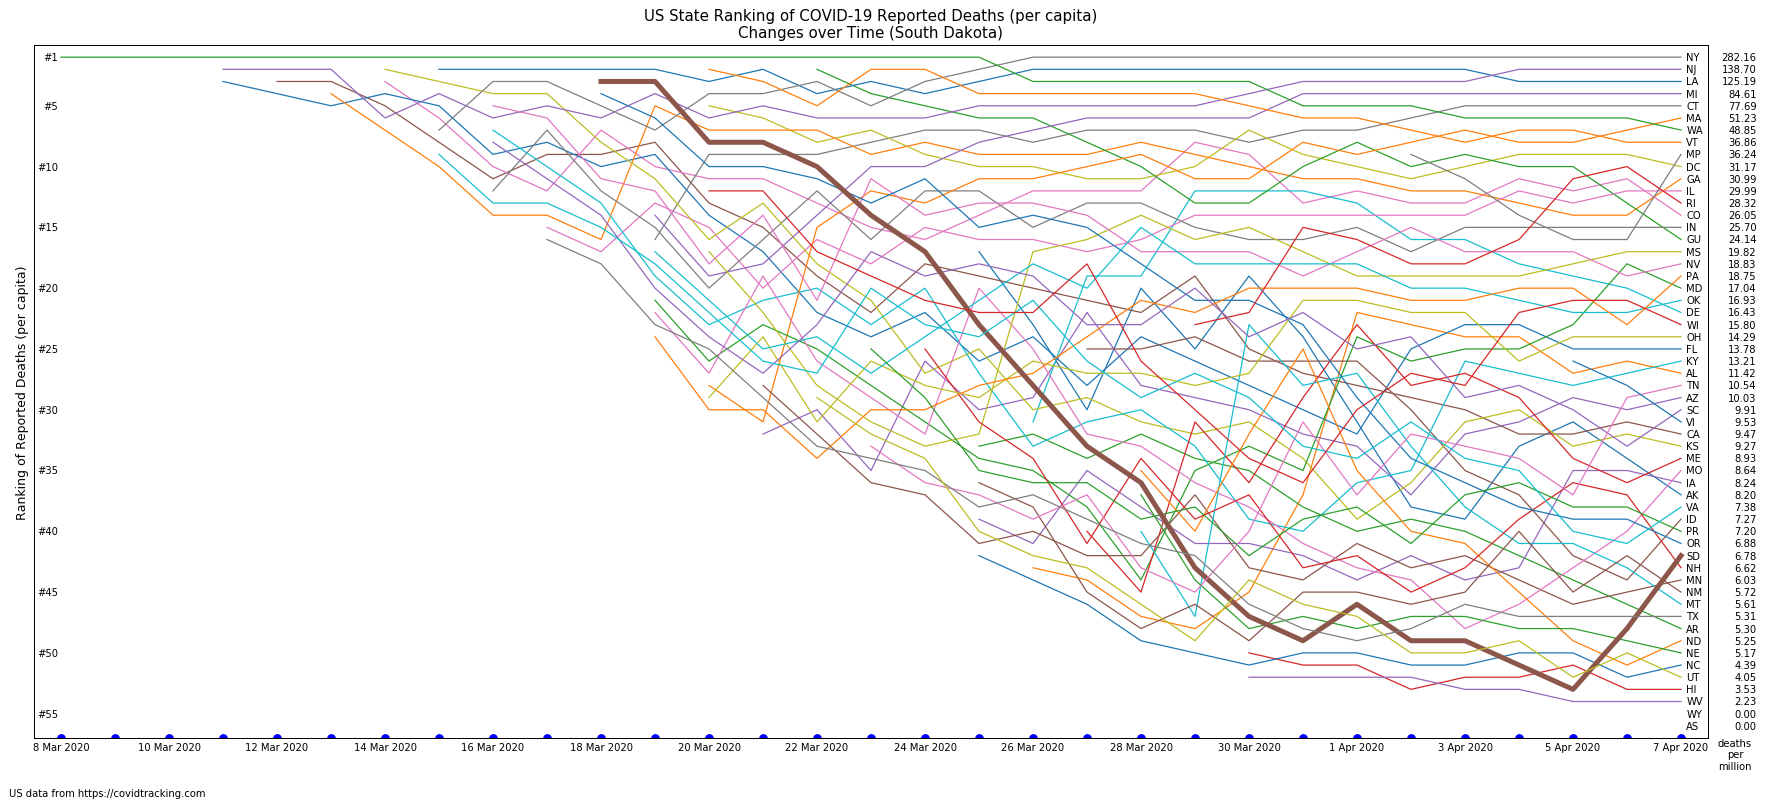 US State Ranking of COVID-19 Reported Deaths (per capita)
Changes over Time (South Dakota)
Ranking of Reported Deaths (per capita)
#1
#5
#10
#15
#20
#25
#30
#35
#40
#45
#50
#55
NY 282.16
NJ 138.70
LA 125.19
MI 84.61
CT 77.69
MA 51.23
WA 48.85
VT 36.86
MP 36.24
DC 31.17
GA 30.99
IL 29.99
RI 28.32
CO 26.05
IN 25.70
GU 24.14
MS 19.82
NV 18.83
PA 18.75
MD 17.04
OK 16.93
DE 16.43
WI 15.80
OH 14.29
FL 13.78
KY 13.21
AL 11.42
TN 10.54
AZ 10.03
SC 9.91
VI 9.53
CA 9.47
KS 9.27
ME 8.93
MO 8.64
IA 8.24
AK 8.20
VA 7.38
ID 7.27
PR 7.20
OR 6.88
SD 6.78
NH 6.62
MN 6.03
NM 5.72
MT 5.61
TX 5.31
AR 5.30
ND 5.25
NE 5.17
NC 4.39
UT 4.05
HI 3.53
WV 2.23
WY 0.00
AS 0.00
8 Mar 2020 10 Mar 2020 12 Mar 2020 14 Mar 2020 16 Mar 2020 18 Mar 2020 20 Mar 2020 22 Mar 2020 24 Mar 2020 26 Mar 2020 28 Mar 2020 30 Mar 2020 1 Apr 2020 3 Apr 2020 5 Apr 2020 7 Apr 2020
deaths
per
million
US data from https://covidtracking.com